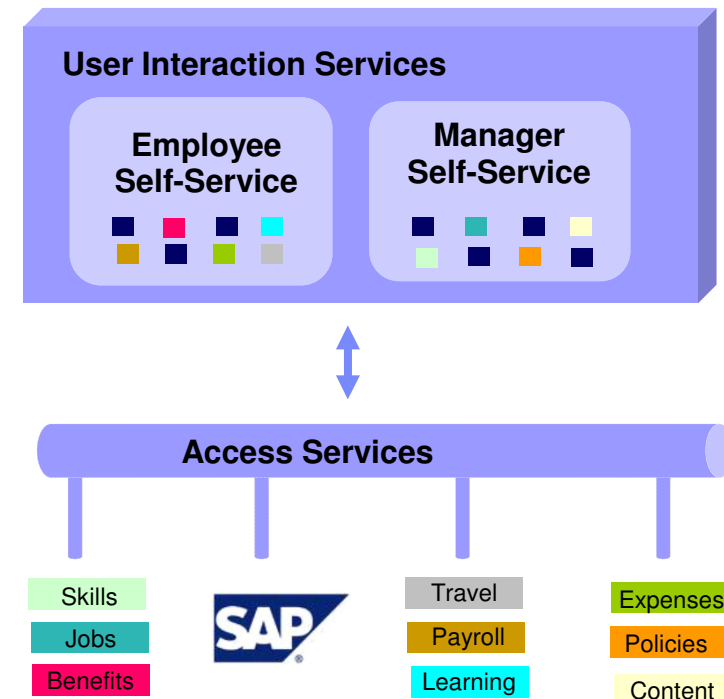 User Interaction Services
Employee
Self-Service
Manager
Self-Service
Access Services
Skills
Jobs
Benefits
SAP
®
Travel
Payroll
Learning
Expenses
Policies
Content